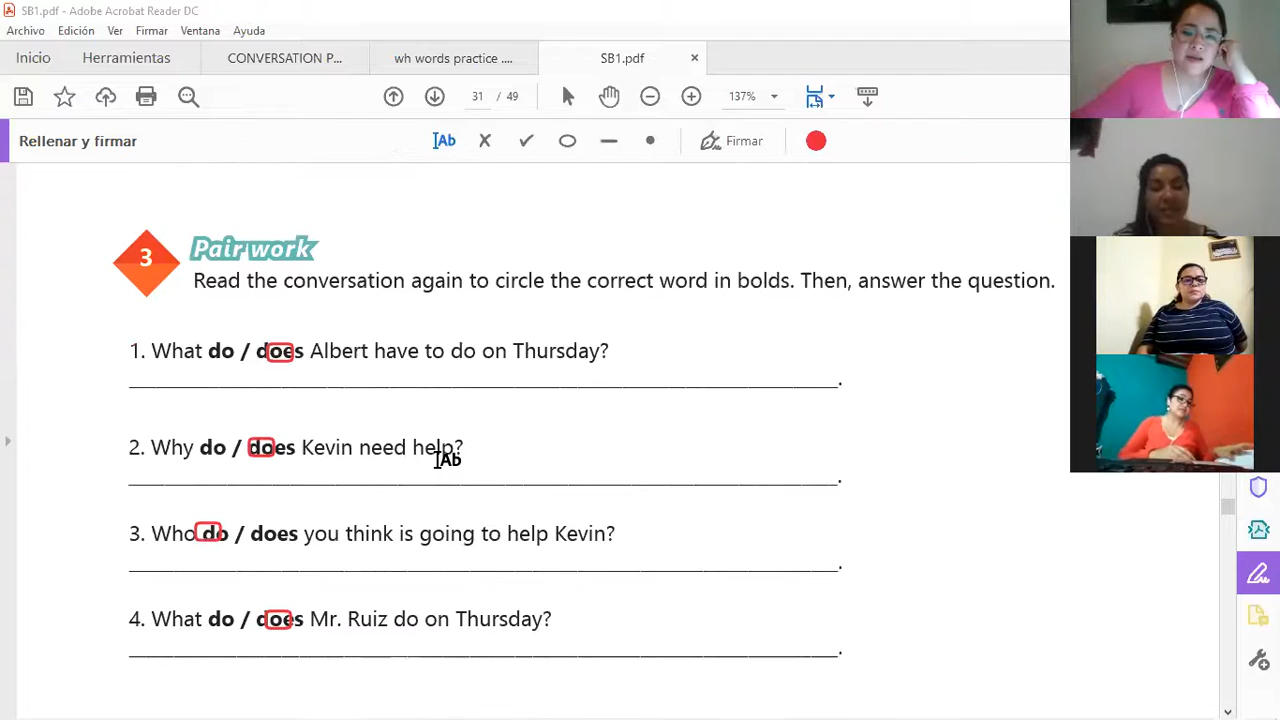 SB1.pdf - Adobe Acrobat Reader DC
Archivo Edición Ver Firmar Ventana Ayuda
Inicio Herramientas CONVERSATION P... wh words practice .... SB1.pdf ×
31 / 49 137%
Rellenar y firmar Ab Firmar
3 Pair work
Read the conversation again to circle the correct word in bolds. Then, answer the question.
1. What do / does Albert have to do on Thursday?
2. Why do / does Kevin need help?
Ab
3. Who do / does you think is going to help Kevin?
4. What do / does Mr. Ruiz do on Thursday?